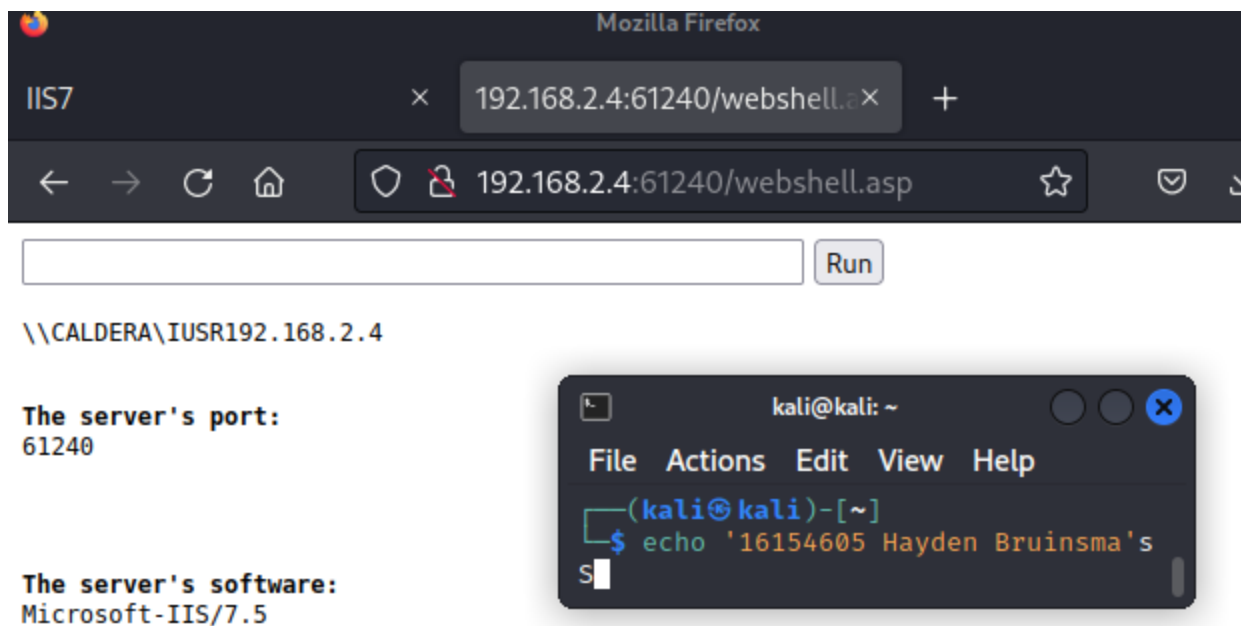 Mozilla Firefox
IIS7
192.168.2.4:61240/webshell.a
192.168.2.4:61240/webshell.asp
Run
\\CALDERA\IUSR192.168.2.4
The server's port:
61240
The server's software:
Microsoft-IIS/7.5
kali@kali: ~
File Actions Edit View Help
(kali㉿kali)-[~]
$ echo '16154605 Hayden Bruinsma's
S